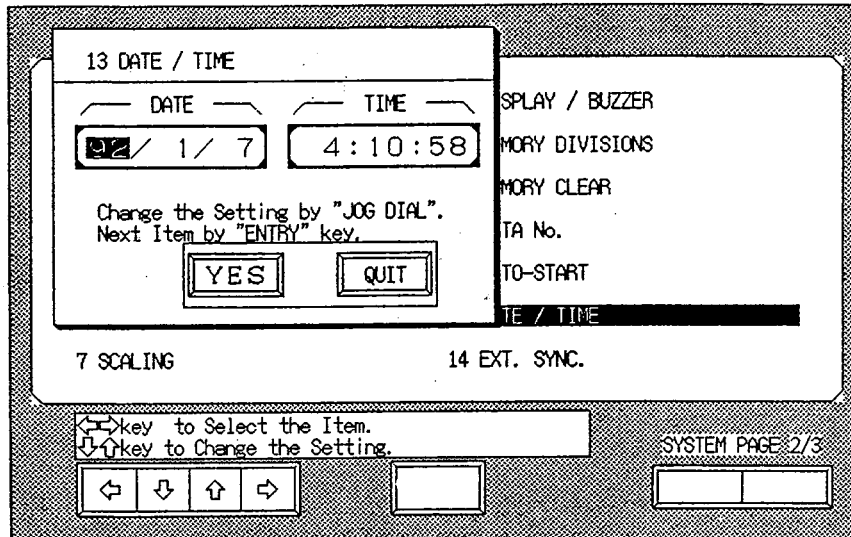 13 DATE / TIME
DATE TIME
92/ 1/ 7 4:10:58
Change the Setting by "JOG DIAL".
Next Item by "ENTRY" key.
YES QUIT
SPLAY / BUZZER
MORY DIVISIONS
MORY CLEAR
TA No.
TO-START
TE / TIME
7 SCALING 14 EXT. SYNC.
⇦⇨key to Select the Item.
⇩⇧key to Change the Setting.
SYSTEM PAGE 2/3
⇦ ⇩ ⇧ ⇨